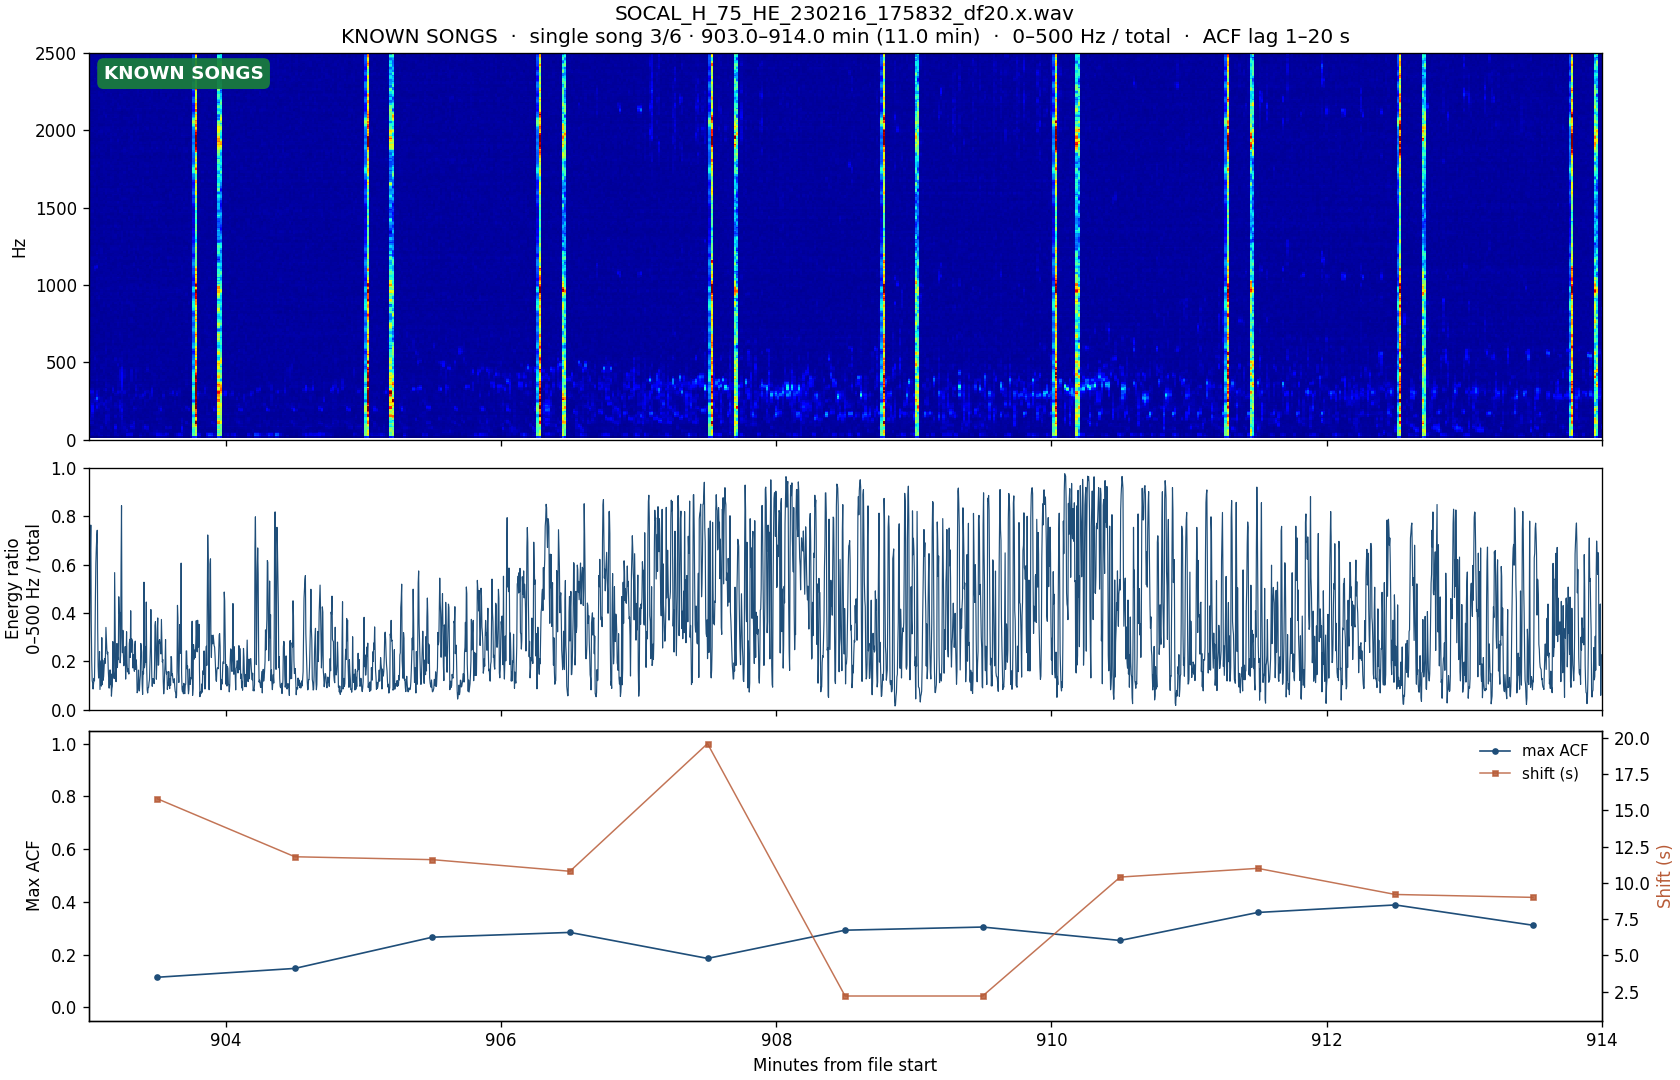 SOCAL_H_75_HE_230216_175832_df20.x.wav
KNOWN SONGS · single song 3/6 · 903.0–914.0 min (11.0 min) · 0–500 Hz / total · ACF lag 1–20 s
KNOWN SONGS
2500
2000
1500
1000
500
0
Hz
1.0
0.8
0.6
0.4
0.2
0.0
Energy ratio
0–500 Hz / total
1.0
0.8
0.6
0.4
0.2
0.0
Max ACF
max ACF
shift (s)
20.0
17.5
15.0
12.5
10.0
7.5
5.0
2.5
Shift (s)
904
906
908
910
912
914
Minutes from file start